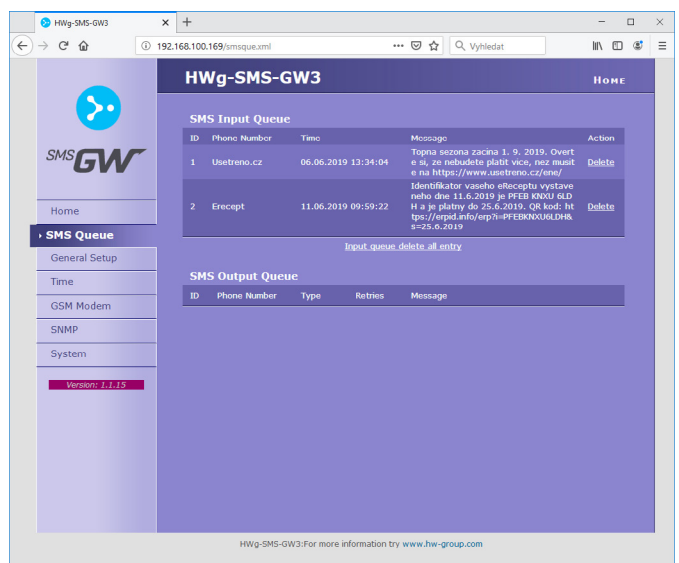 HWg-SMS-GW3
192.168.100.169/smsque.xml
Vyhledat
HWg-SMS-GW3
HOME
SMS GW
Home
SMS Queue
General Setup
Time
GSM Modem
SNMP
System
Version: 1.1.15
SMS Input Queue
ID Phone Number Time Message Action
1 Usetreno.cz 06.06.2019 13:34:04 Topna sezona zacina 1. 9. 2019. Overt Delete
e si, ze nebudete platit vice, nez musit
e na https://www.usetreno.cz/ene/
2 Erecept 11.06.2019 09:59:22 Identifikator vaseho eReceptu vystave Delete
neho dne 11.6.2019 je PFEB KNXU 6LD
H a je platny do 25.6.2019. QR kod: ht
tps://erpid.info/erp?i=PFEBKNXU6LDH&
s=25.6.2019
Input queue delete all entry
SMS Output Queue
ID Phone Number Type Retries Message
HWg-SMS-GW3:For more information try www.hw-group.com